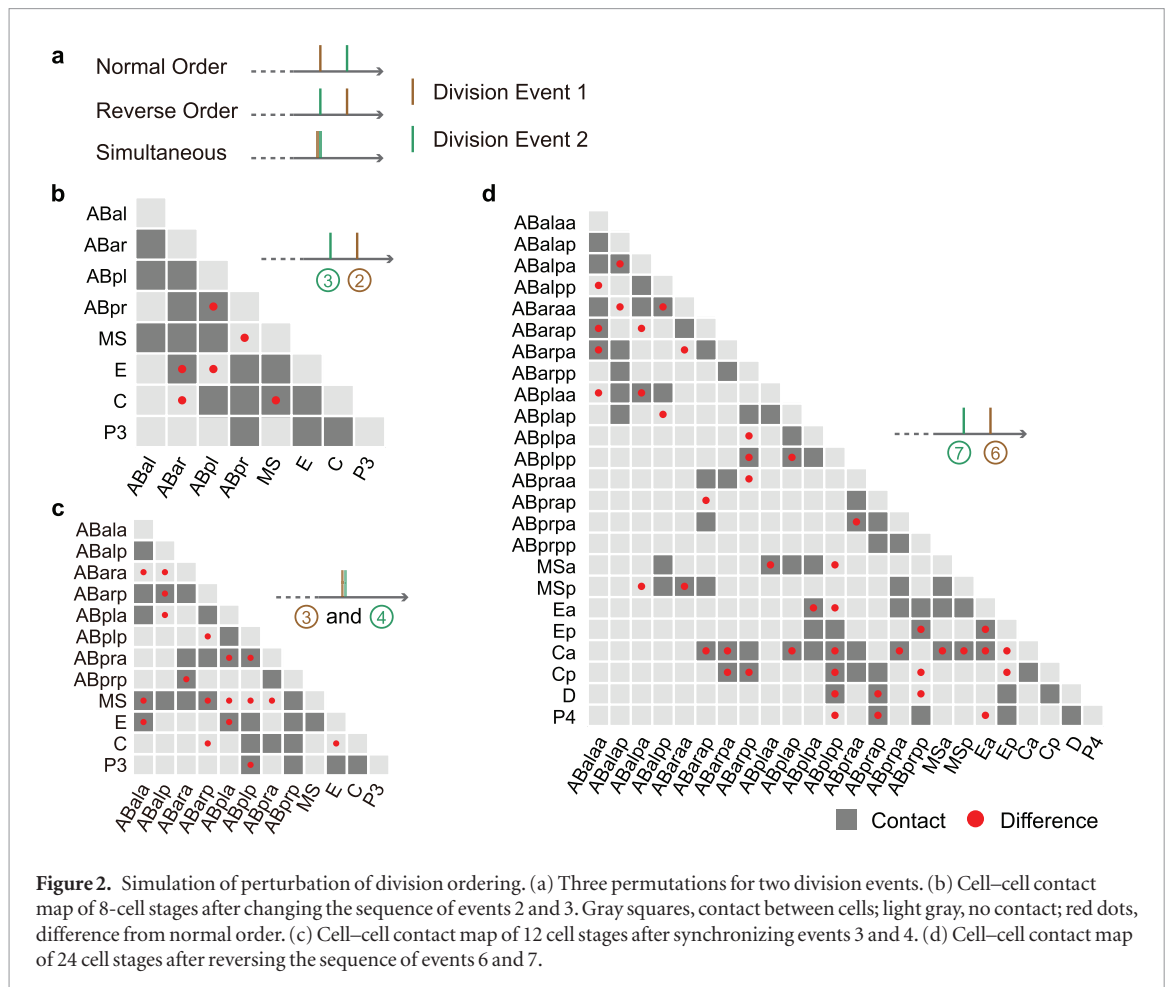 a
Normal Order
Reverse Order
Simultaneous
Division Event 1
Division Event 2
b
ABal
ABar
ABpl
ABpr
MS
E
C
P3
ABal ABar ABpl ABpr MS E C P3
3 2
c
ABala
ABalp
ABara
ABarp
ABpla
ABplp
ABpra
ABprp
MS
E
C
P3
ABala ABalp ABara ABarp ABpla ABplp ABpra ABprp MS E C P3
3 and 4
d
ABalaa
ABalap
ABalpa
ABalpp
ABaraa
ABarap
ABarpa
ABarpp
ABplaa
ABplap
ABplpa
ABplpp
ABpraa
ABprap
ABprpa
ABprpp
MSa
MSp
Ea
Ep
Ca
Cp
D
P4
ABalaa ABalap ABalpa ABalpp ABaraa ABarap ABarpa ABarpp ABplaa ABplap ABplpa ABplpp ABpraa ABprap ABprpa ABprpp MSa MSp Ea Ep Ca Cp D P4
7 6
Contact Difference
Figure 2. Simulation of perturbation of division ordering. (a) Three permutations for two division events. (b) Cell–cell contact
map of 8-cell stages after changing the sequence of events 2 and 3. Gray squares, contact between cells; light gray, no contact; red dots,
difference from normal order. (c) Cell–cell contact map of 12 cell stages after synchronizing events 3 and 4. (d) Cell–cell contact map
of 24 cell stages after reversing the sequence of events 6 and 7.